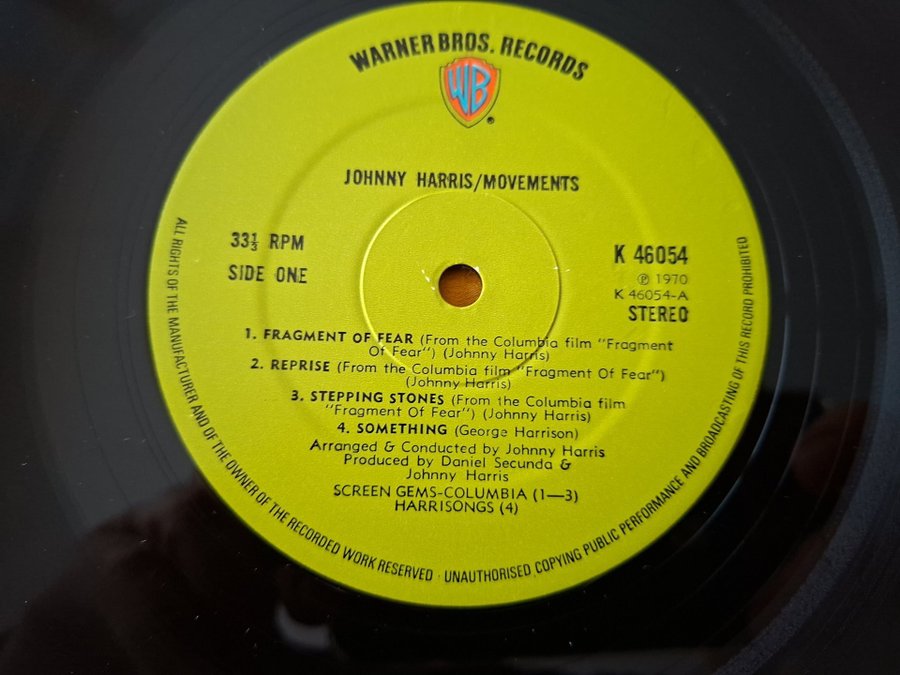 WARNER BROS. RECORDS
WB
®
JOHNNY HARRIS/MOVEMENTS
33⅓ RPM
SIDE ONE
K 46054
℗ 1970
K 46054-A
STEREO
1. FRAGMENT OF FEAR (From the Columbia film "Fragment
Of Fear") (Johnny Harris)
2. REPRISE (From the Columbia film "Fragment Of Fear")
(Johnny Harris)
3. STEPPING STONES (From the Columbia film
"Fragment Of Fear") (Johnny Harris)
4. SOMETHING (George Harrison)
Arranged & Conducted by Johnny Harris
Produced by Daniel Secunda &
Johnny Harris
SCREEN GEMS-COLUMBIA (1—3)
HARRISONGS (4)
ALL RIGHTS OF THE MANUFACTURER AND OF THE OWNER OF THE RECORDED WORK RESERVED · UNAUTHORISED COPYING PUBLIC PERFORMANCE AND BROADCASTING OF THIS RECORD PROHIBITED